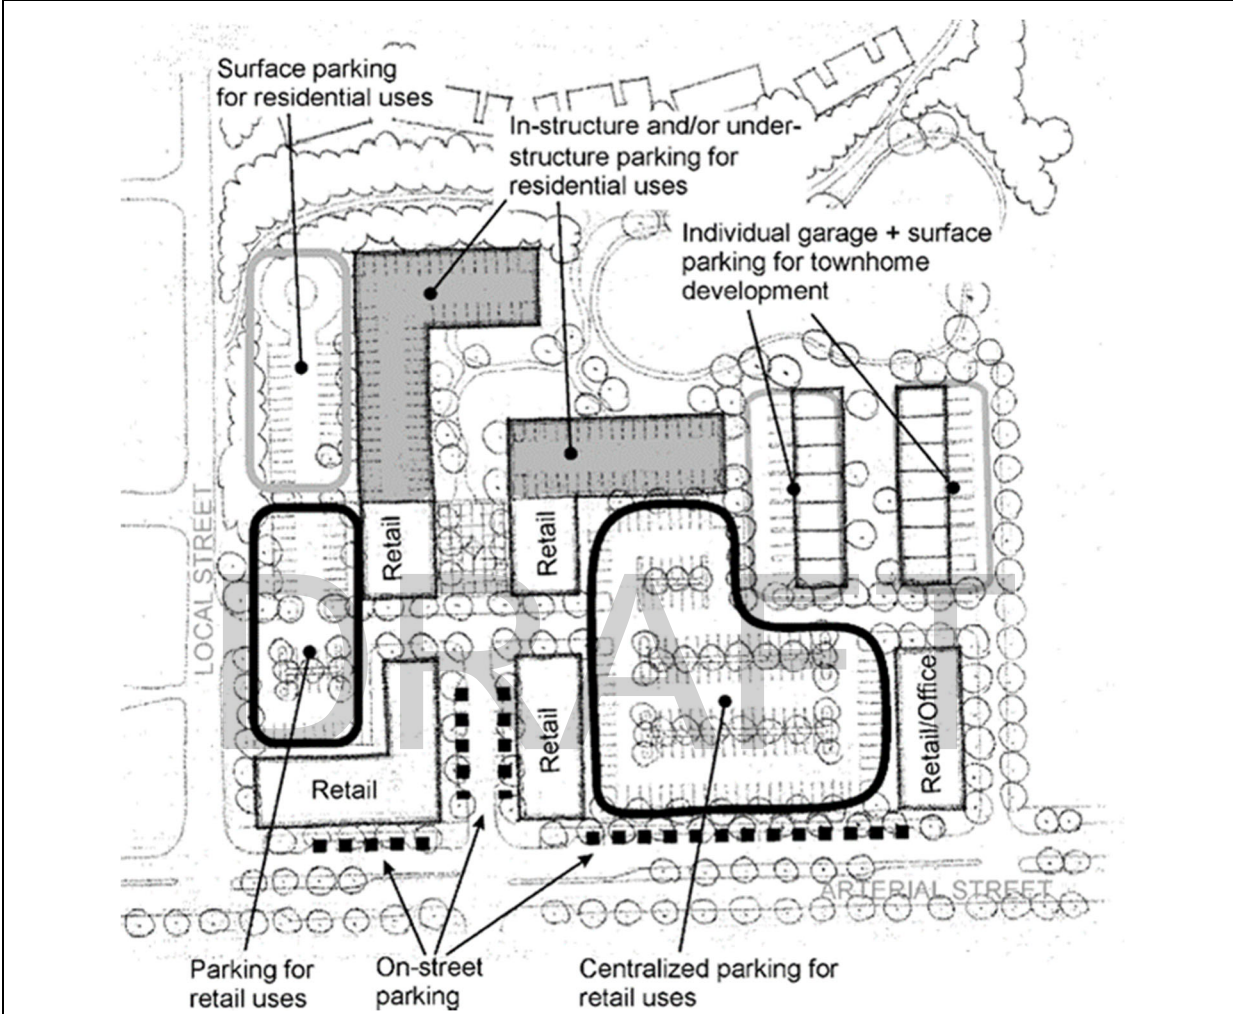 Surface parking
for residential uses
In-structure and/or under-
structure parking for
residential uses
Individual garage + surface
parking for townhome
development
LOCAL STREET
Retail
Retail
DRAFT
Retail
Retail
Retail/Office
ARTERIAL STREET
Parking for
retail uses
On-street
parking
Centralized parking for
retail uses